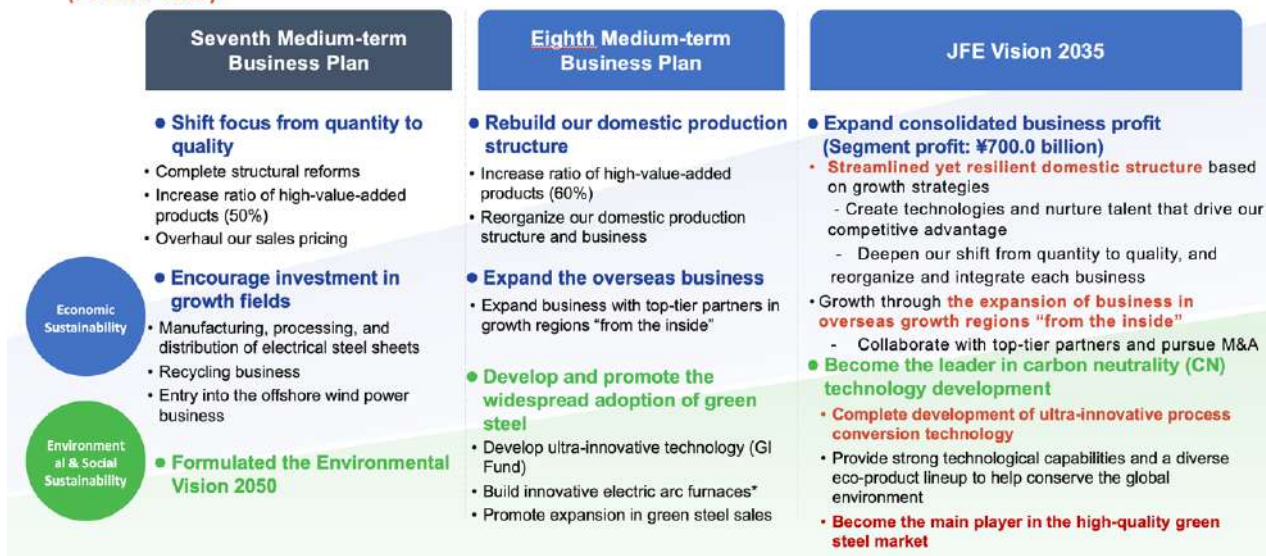 Seventh Medium-term
Business Plan
Eighth Medium-term
Business Plan
JFE Vision 2035
● Shift focus from quantity to
quality
• Complete structural reforms
• Increase ratio of high-value-added
products (50%)
• Overhaul our sales pricing
● Encourage investment in
growth fields
• Manufacturing, processing, and
distribution of electrical steel sheets
• Recycling business
• Entry into the offshore wind power
business
● Formulated the Environmental
Vision 2050
● Rebuild our domestic production
structure
• Increase ratio of high-value-added
products (60%)
• Reorganize our domestic production
structure and business
● Expand the overseas business
• Expand business with top-tier partners in
growth regions “from the inside”
● Develop and promote the
widespread adoption of green
steel
• Develop ultra-innovative technology (GI
Fund)
• Build innovative electric arc furnaces*
• Promote expansion in green steel sales
● Expand consolidated business profit
(Segment profit: ¥700.0 billion)
• Streamlined yet resilient domestic structure based
on growth strategies
- Create technologies and nurture talent that drive our
competitive advantage
- Deepen our shift from quantity to quality, and
reorganize and integrate each business
• Growth through the expansion of business in
overseas growth regions “from the inside”
- Collaborate with top-tier partners and pursue M&A
● Become the leader in carbon neutrality (CN)
technology development
• Complete development of ultra-innovative process
conversion technology
• Provide strong technological capabilities and a diverse
eco-product lineup to help conserve the global
environment
• Become the main player in the high-quality green
steel market
Economic
Sustainability
Environment
al & Social
Sustainability